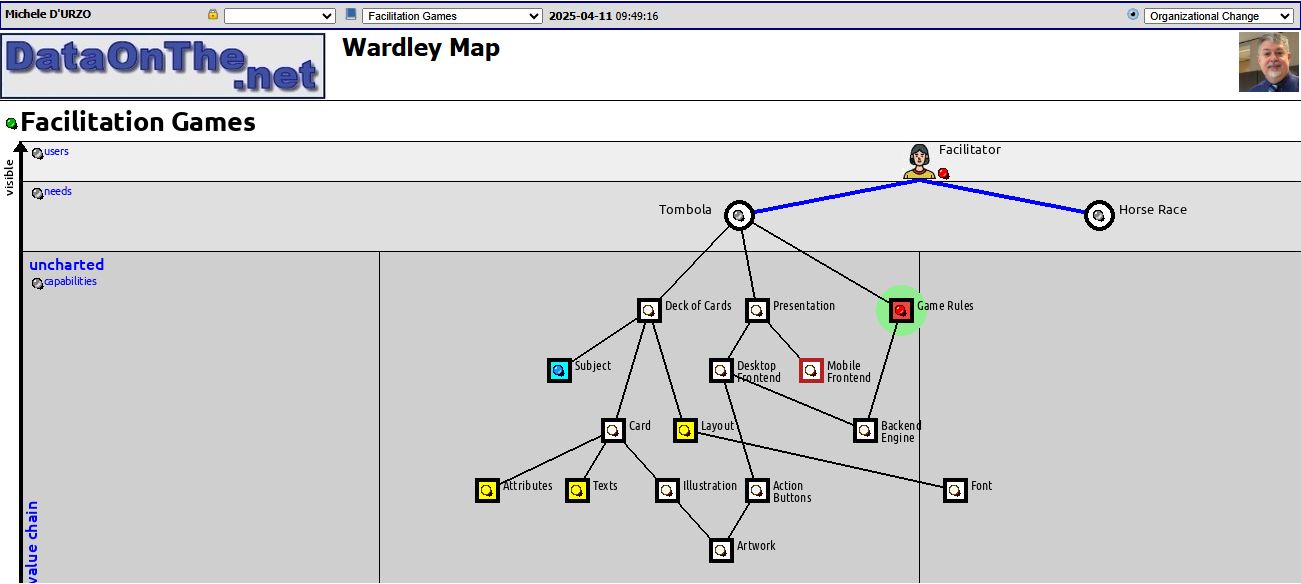 Michele D'URZO
Facilitation Games
2025-04-11 09:49:16
Organizational Change
DataOnThe
.net
Wardley Map
Facilitation Games
visible
users
Facilitator
needs
Tombola
Horse Race
uncharted
capabilities
Deck of Cards
Presentation
Game Rules
Subject
Desktop
Frontend
Mobile
Frontend
Card
Layout
Backend
Engine
Attributes
Texts
Illustration
Action
Buttons
Font
value chain
Artwork